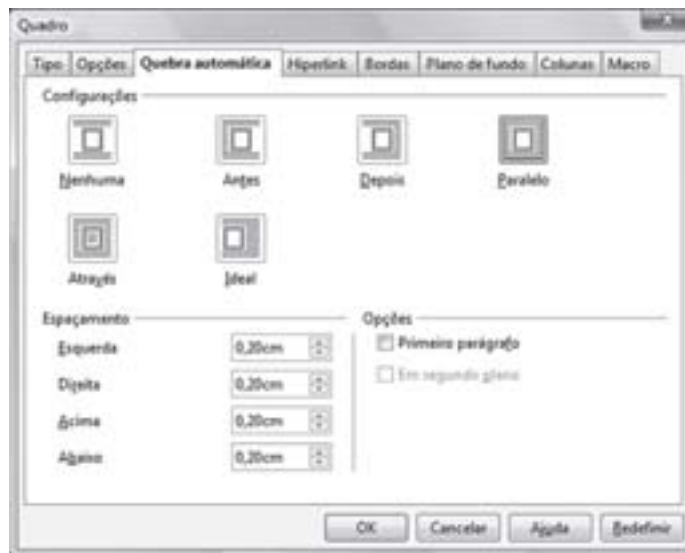 Quadro
Tipo Opções Quebra automática Hiperlink Bordas Plano de fundo Colunas Macro
Configurações
Nenhuma Antes Depois Paralelo
Através Ideal
Espaçamento Opções
Esquerda 0,20cm Primeiro parágrafo
Direita 0,20cm Em segundo plano
Acima 0,20cm
Abaixo 0,20cm
OK Cancelar Ajuda Redefinir